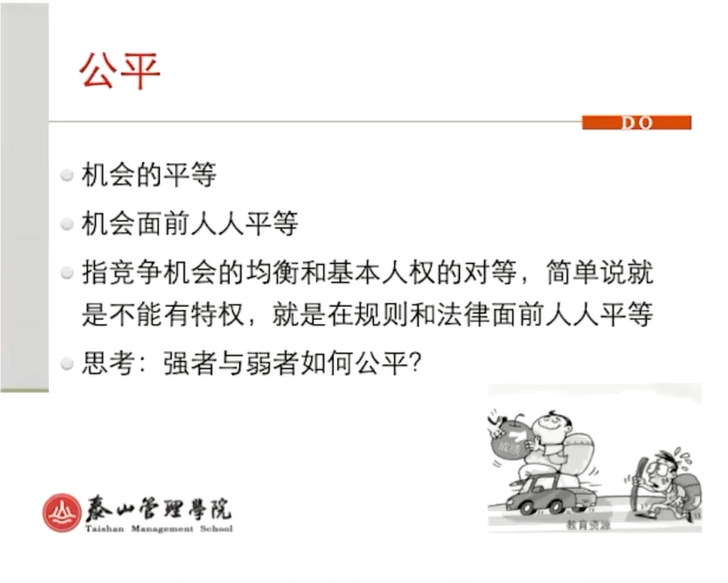 公平
DO
机会的平等
机会面前人人平等
指竞争机会的均衡和基本人权的对等，简单说就
是不能有特权，就是在规则和法律面前人人平等
思考：强者与弱者如何公平？
成绩
教育资源
泰山管理學院
Taishan Management School